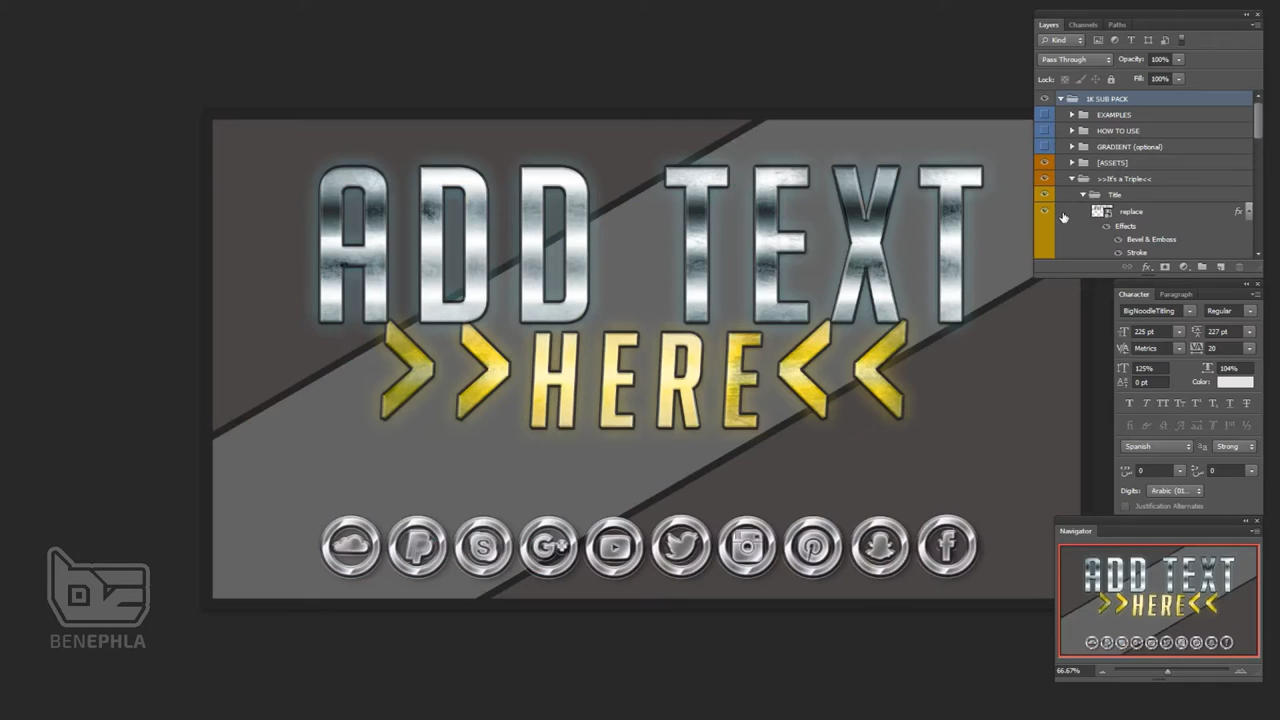 Layers Channels Paths
Kind
Pass Through Opacity: 100%
Lock: Fill: 100%
1K SUB PACK
EXAMPLES
HOW TO USE
GRADIENT (optional)
[ASSETS]
>>It's a Triple<<
Title
replace fx
Effects
Bevel & Emboss
Stroke
ADD TEXT
>>HERE<<
Character Paragraph
BigNoodleTitling Regular
225 pt 227 pt
Metrics 20
125% 104%
0 pt Color:
Spanish Strong
0 0
Digits: Arabic (01...
Justification Alternates
Navigator
ADD TEXT
>>HERE<<
66.67%
BENEPHLA